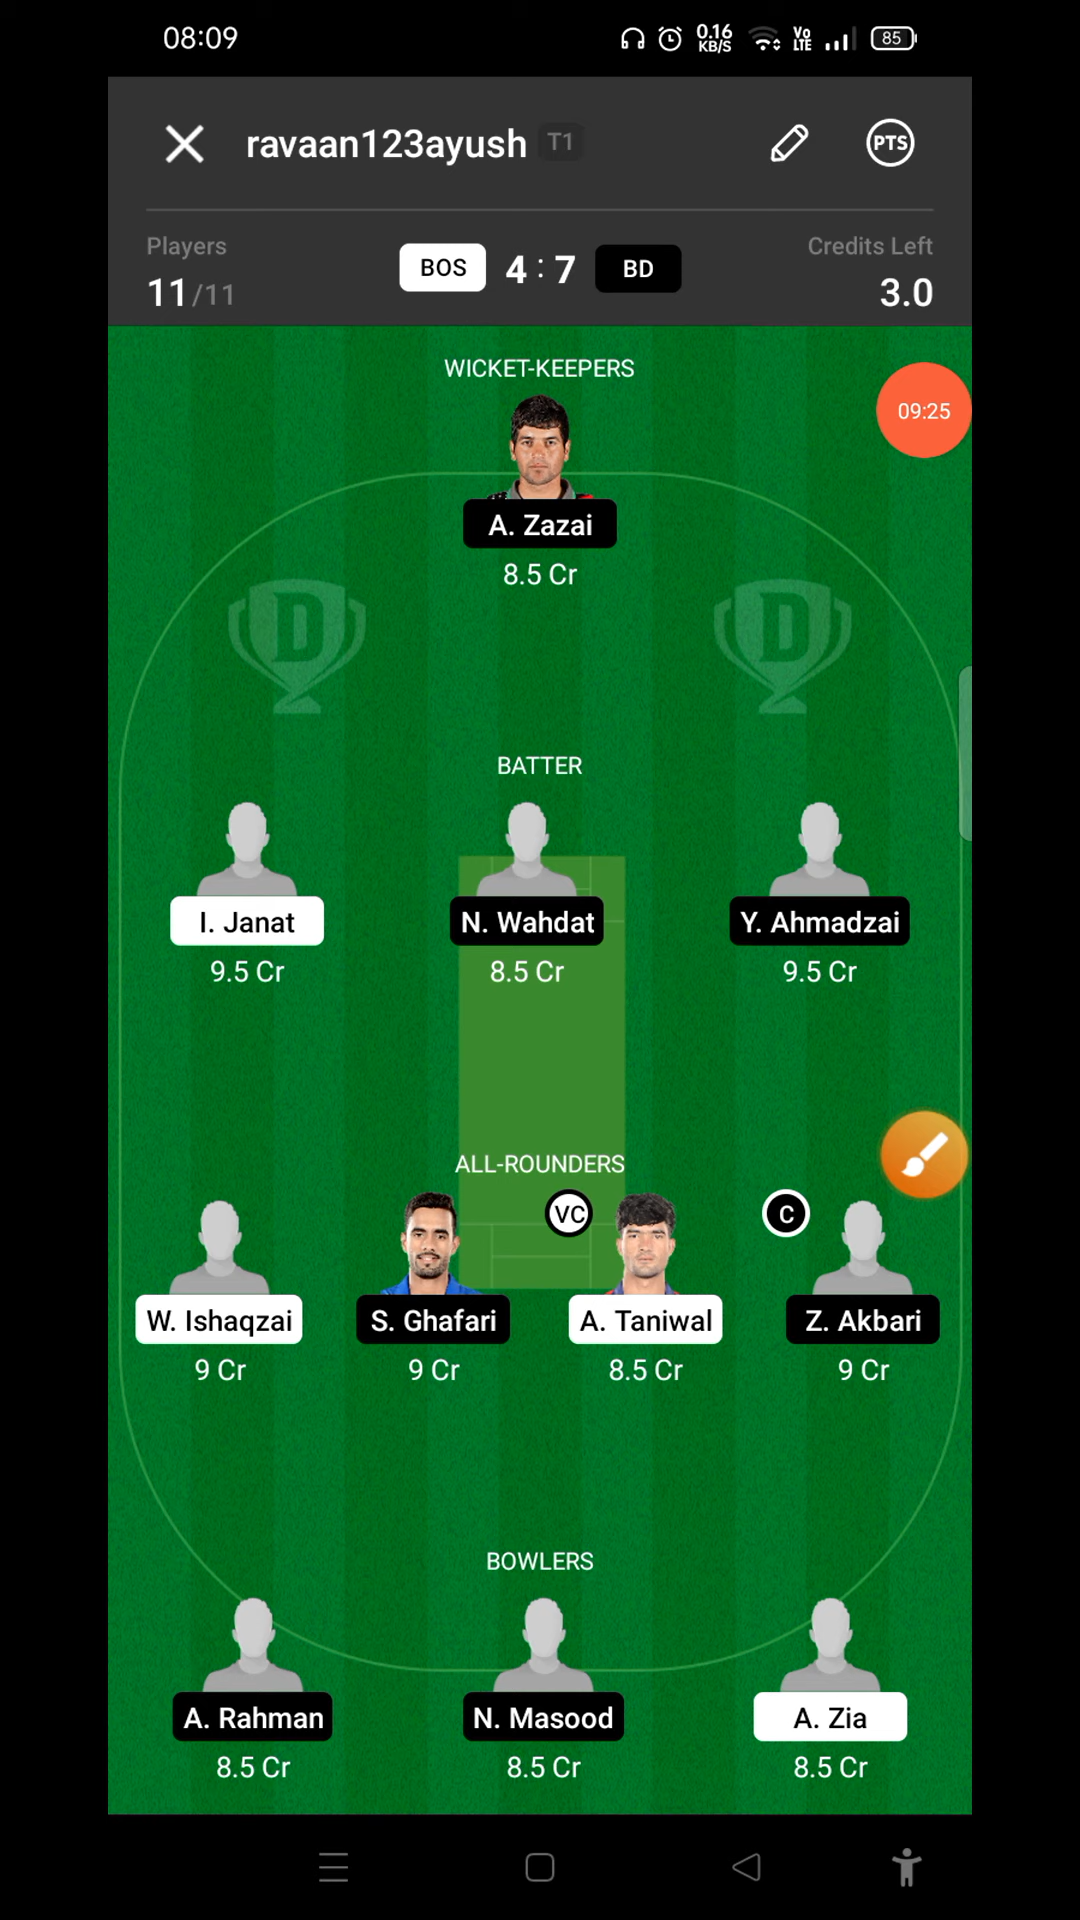 08:09 0.16 KB/S Vo LTE 85
ravaan123ayush T1 PTS
Players Credits Left
11/11 BOS 4 : 7 BD 3.0
WICKET-KEEPERS
09:25
A. Zazai
8.5 Cr
D D
BATTER
I. Janat N. Wahdat Y. Ahmadzai
9.5 Cr 8.5 Cr 9.5 Cr
ALL-ROUNDERS
VC C
W. Ishaqzai S. Ghafari A. Taniwal Z. Akbari
9 Cr 9 Cr 8.5 Cr 9 Cr
BOWLERS
A. Rahman N. Masood A. Zia
8.5 Cr 8.5 Cr 8.5 Cr